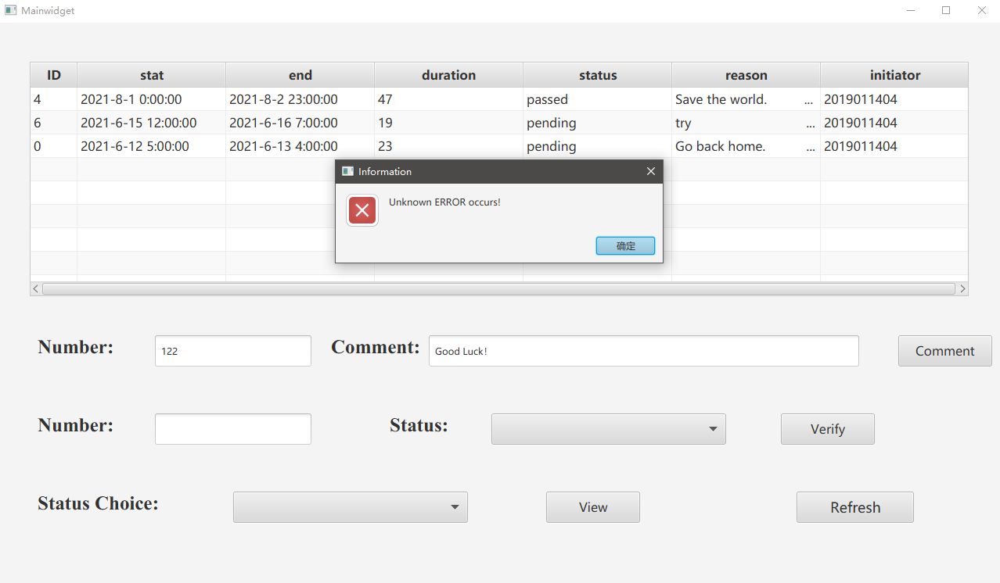 Mainwidget
ID stat end duration status reason initiator
4 2021-8-1 0:00:00 2021-8-2 23:00:00 47 passed Save the world. ... 2019011404
6 2021-6-15 12:00:00 2021-6-16 7:00:00 19 pending try ... 2019011404
0 2021-6-12 5:00:00 2021-6-13 4:00:00 23 pending Go back home. ... 2019011404
Information
Unknown ERROR occurs!
确定
Number: 122 Comment: Good Luck! Comment
Number: Status: Verify
Status Choice: View Refresh